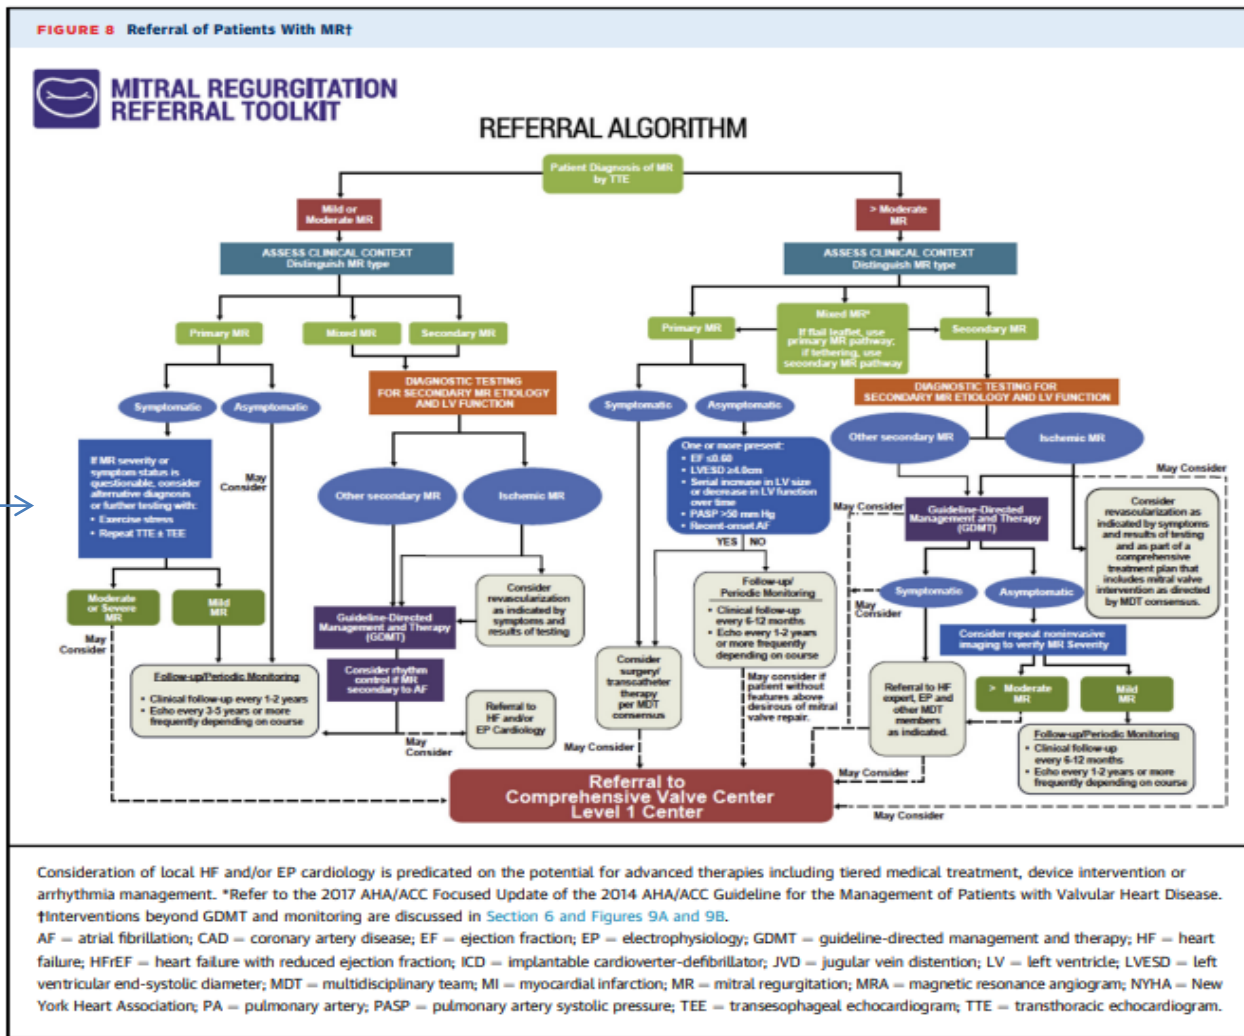 FIGURE 8 Referral of Patients With MR†
MITRAL REGURGITATION
REFERRAL TOOLKIT
REFERRAL ALGORITHM
Patient Diagnosis of MR
by TTE
Mild or
Moderate MR
> Moderate
MR
ASSESS CLINICAL CONTEXT
Distinguish MR type
ASSESS CLINICAL CONTEXT
Distinguish MR type
Primary MR
Mixed MR
Secondary MR
Primary MR
Mixed MR*
If flail leaflet, use
primary MR pathway;
if tethering, use
secondary MR pathway
Secondary MR
DIAGNOSTIC TESTING
FOR SECONDARY MR ETIOLOGY
AND LV FUNCTION
DIAGNOSTIC TESTING FOR
SECONDARY MR ETIOLOGY AND LV FUNCTION
Symptomatic
Asymptomatic
Symptomatic
Asymptomatic
Other secondary MR
Ischemic MR
If MR severity or
symptom status is
questionable, consider
alternative diagnosis
or further testing with:
• Exercise stress
• Repeat TTE ± TEE
May
Consider
Other secondary MR
Ischemic MR
One or more present:
• EF ≤0.60
• LVESD ≥4.0cm
• Serial increase in LV size
or decrease in LV function
over time
• PASP >50 mm Hg
• Recent-onset AF
YES
NO
May
Consider
Guideline-Directed
Management and Therapy
(GDMT)
May Consider
Consider
revascularization as
indicated by symptoms
and results of testing
and as part of a
comprehensive
treatment plan that
includes mitral valve
intervention as directed
by MDT consensus.
Moderate
or Severe
MR
Mild
MR
May
Consider
Consider
revascularization
as indicated by
symptoms and
results of testing
Guideline-Directed
Management and Therapy
(GDMT)
Consider rhythm
control if MR
secondary to AF
Follow-up/
Periodic Monitoring
• Clinical follow-up
every 6-12 months
• Echo every 1-2 years
or more frequently
depending on course
Symptomatic
Asymptomatic
May
Consider
Consider repeat noninvasive
imaging to verify MR Severity
Follow-up/Periodic Monitoring
• Clinical follow-up every 1-2 years
• Echo every 3-5 years or more
frequently depending on course
Referral to
HF and/or
EP Cardiology
May
Consider
Consider
surgery/
transcatheter
therapy
per MDT
consensus
May Consider
May consider if
patient without
features above
desirous of mitral
valve repair.
Referral to HF
expert, EP and
other MDT
members
as indicated.
> Moderate
MR
Mild
MR
Follow-up/Periodic Monitoring
• Clinical follow-up
every 6-12 months
• Echo every 1-2 years or more
frequently depending on course
May Consider
May Consider
Referral to
Comprehensive Valve Center
Level 1 Center
Consideration of local HF and/or EP cardiology is predicated on the potential for advanced therapies including tiered medical treatment, device intervention or
arrhythmia management. *Refer to the 2017 AHA/ACC Focused Update of the 2014 AHA/ACC Guideline for the Management of Patients with Valvular Heart Disease.
†Interventions beyond GDMT and monitoring are discussed in Section 6 and Figures 9A and 9B.
AF = atrial fibrillation; CAD = coronary artery disease; EF = ejection fraction; EP = electrophysiology; GDMT = guideline-directed management and therapy; HF = heart
failure; HFrEF = heart failure with reduced ejection fraction; ICD = implantable cardioverter-defibrillator; JVD = jugular vein distention; LV = left ventricle; LVESD = left
ventricular end-systolic diameter; MDT = multidisciplinary team; MI = myocardial infarction; MR = mitral regurgitation; MRA = magnetic resonance angiogram; NYHA = New
York Heart Association; PA = pulmonary artery; PASP = pulmonary artery systolic pressure; TEE = transesophageal echocardiogram; TTE = transthoracic echocardiogram.